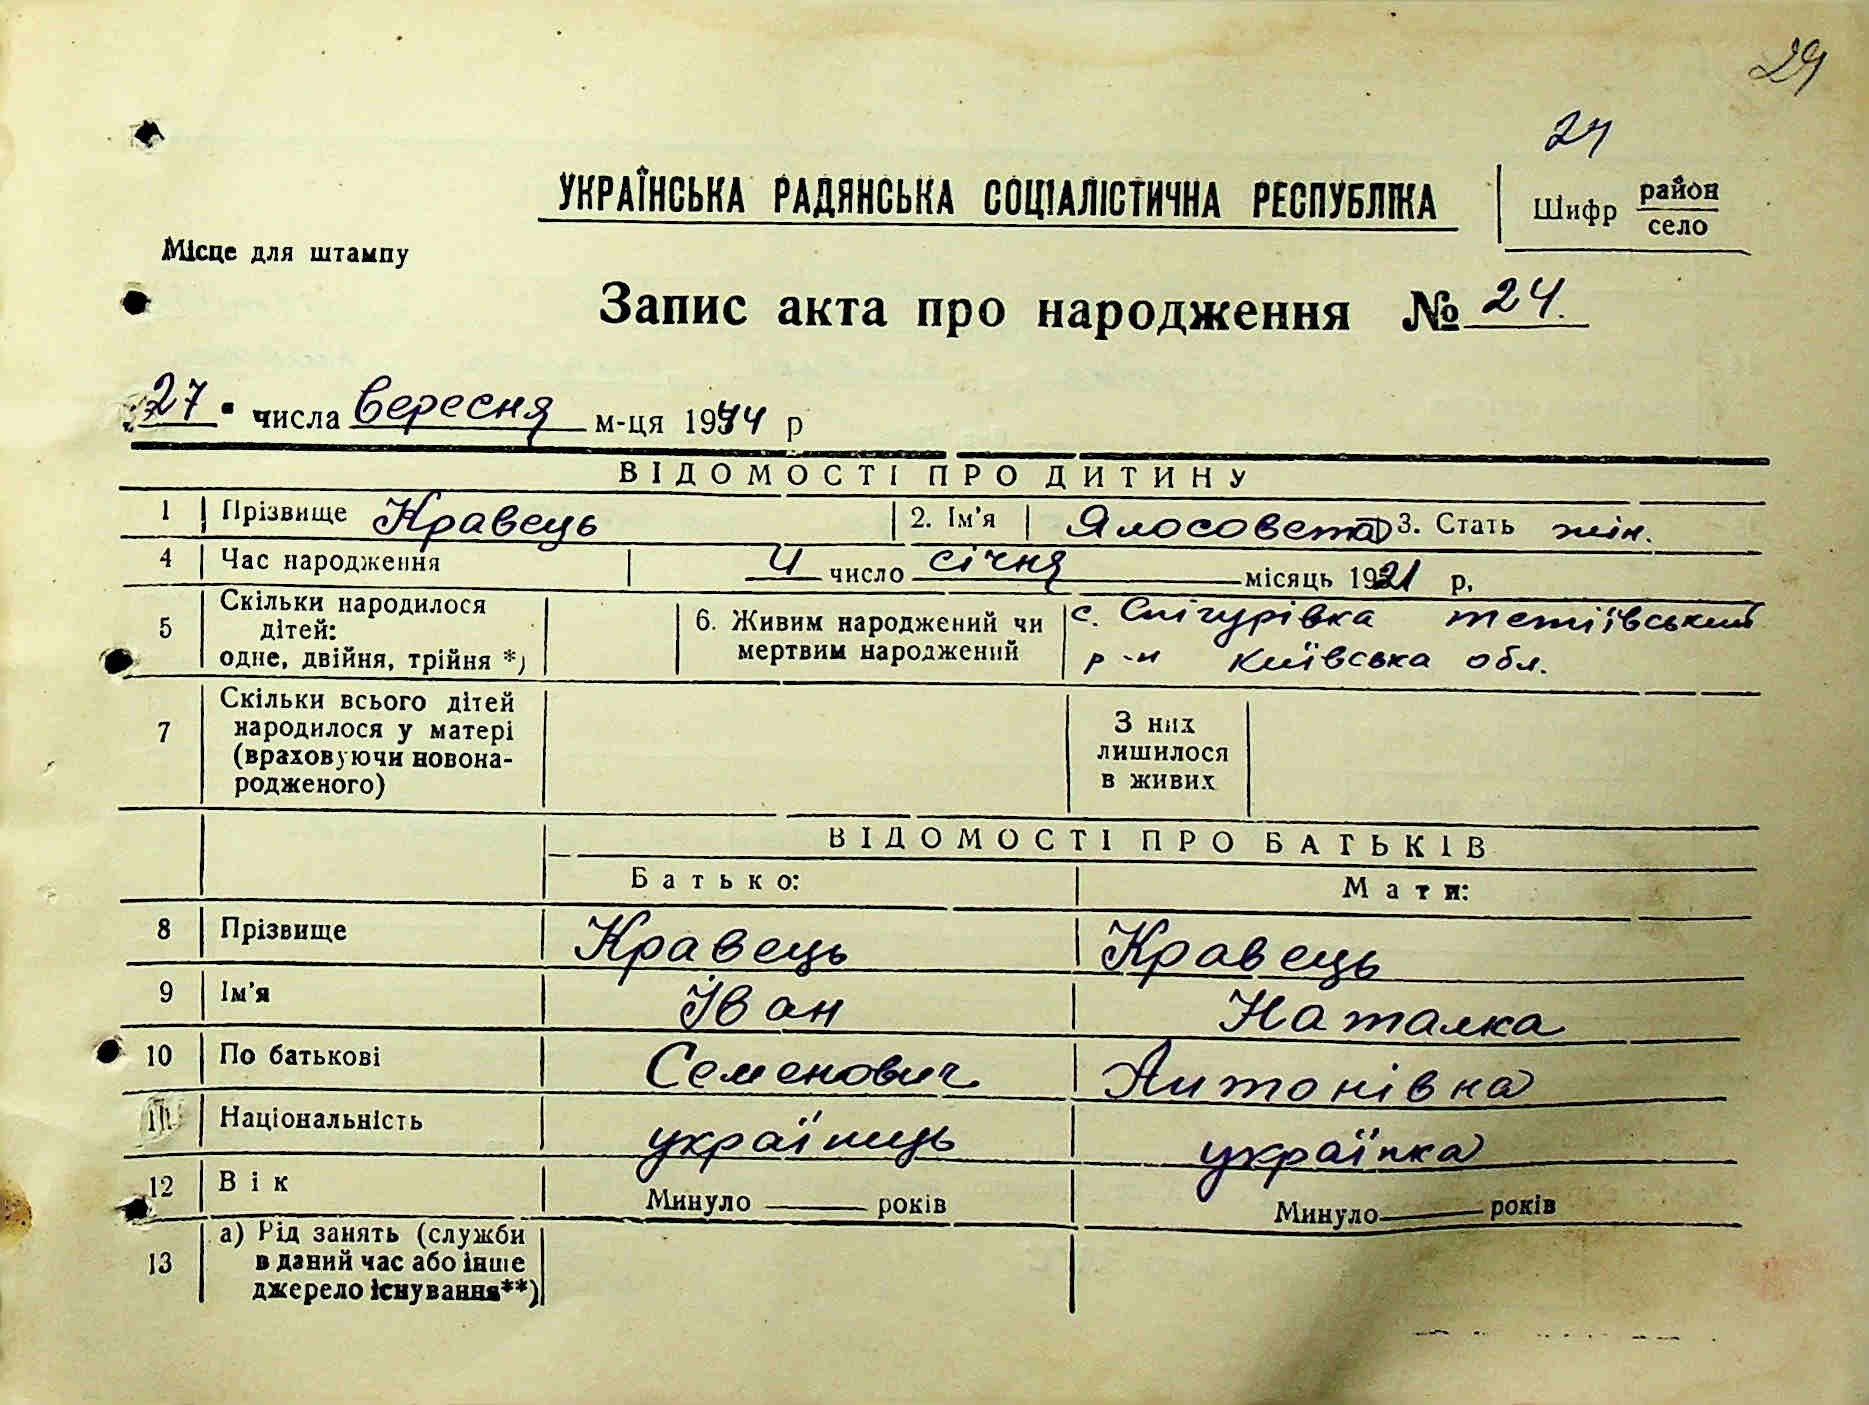 29
24
УКРАЇНСЬКА РАДЯНСЬКА СОЦІАЛІСТИЧНА РЕСПУБЛІКА
Шифр район
село
Місце для штампу
Запис акта про народження № 24.
27 числа вересня м-ця 1944 р
ВІДОМОСТІ ПРО ДИТИНУ
1 Прізвище Кравець 2. Ім'я Ялосовета 3. Стать жін.
4 Час народження 4 число січня місяць 1921 р,
5 Скільки народилося дітей: одне, двійня, трійня *) 6. Живим народжений чи мертвим народжений с. Снігурівка тетіївський р-н київська обл.
7 Скільки всього дітей народилося у матері (враховуючи новонародженого) З них лишилося в живих
ВІДОМОСТІ ПРО БАТЬКІВ
Батько: Мати:
8 Прізвище Кравець Кравець
9 Ім'я Іван Наталка
10 По батькові Семенович Антонівна
11 Національність українець українка
12 Вік Минуло років Минуло років
13 а) Рід занять (служби в даний час або інше джерело існування**)